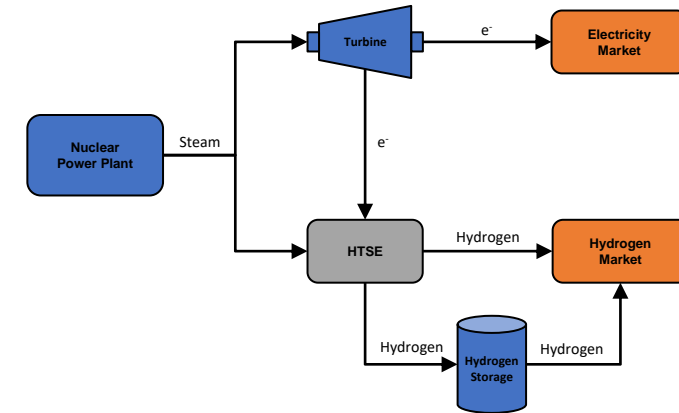 Turbine
e-
Electricity
Market
Nuclear
Power Plant
Steam
e-
HTSE
Hydrogen
Hydrogen
Market
Hydrogen
Hydrogen
Storage
Hydrogen